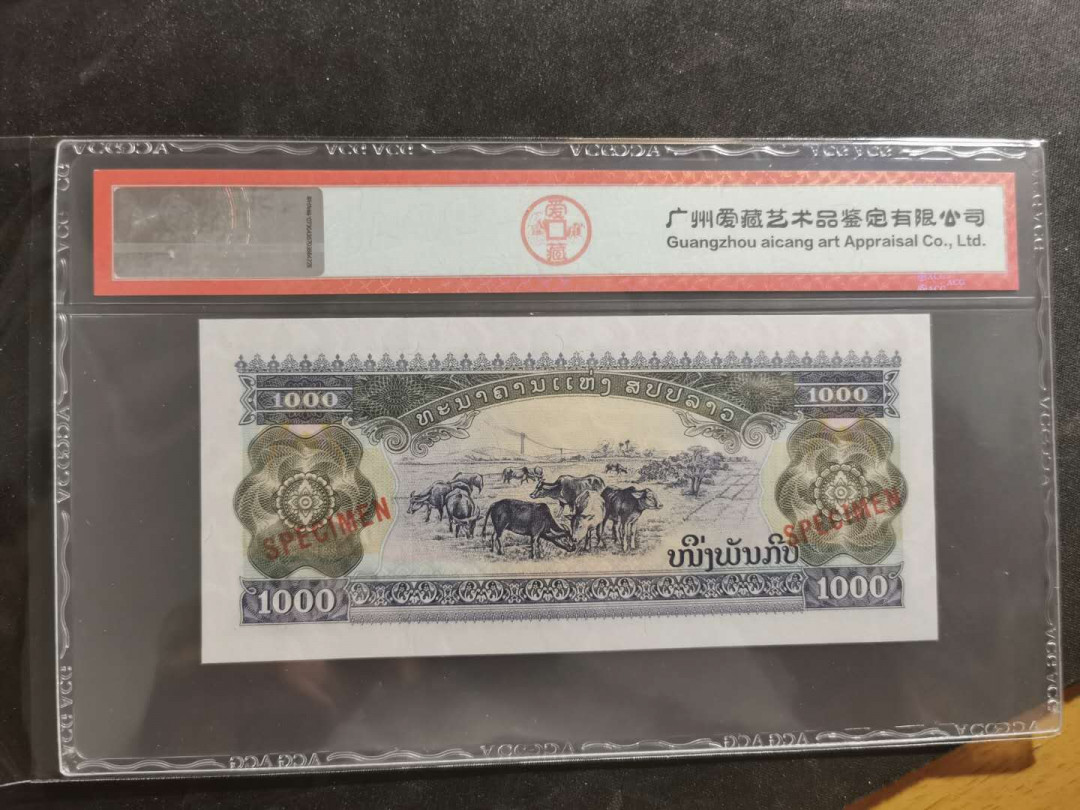 爱
藏
广州爱藏艺术品鉴定有限公司
Guangzhou aicang art Appraisal Co., Ltd.
1000
ທະນາຄານແຫ່ງ ສປປລາວ
1000
SPECIMEN
SPECIMEN
ໜຶ່ງພັນກີບ
1000
1000